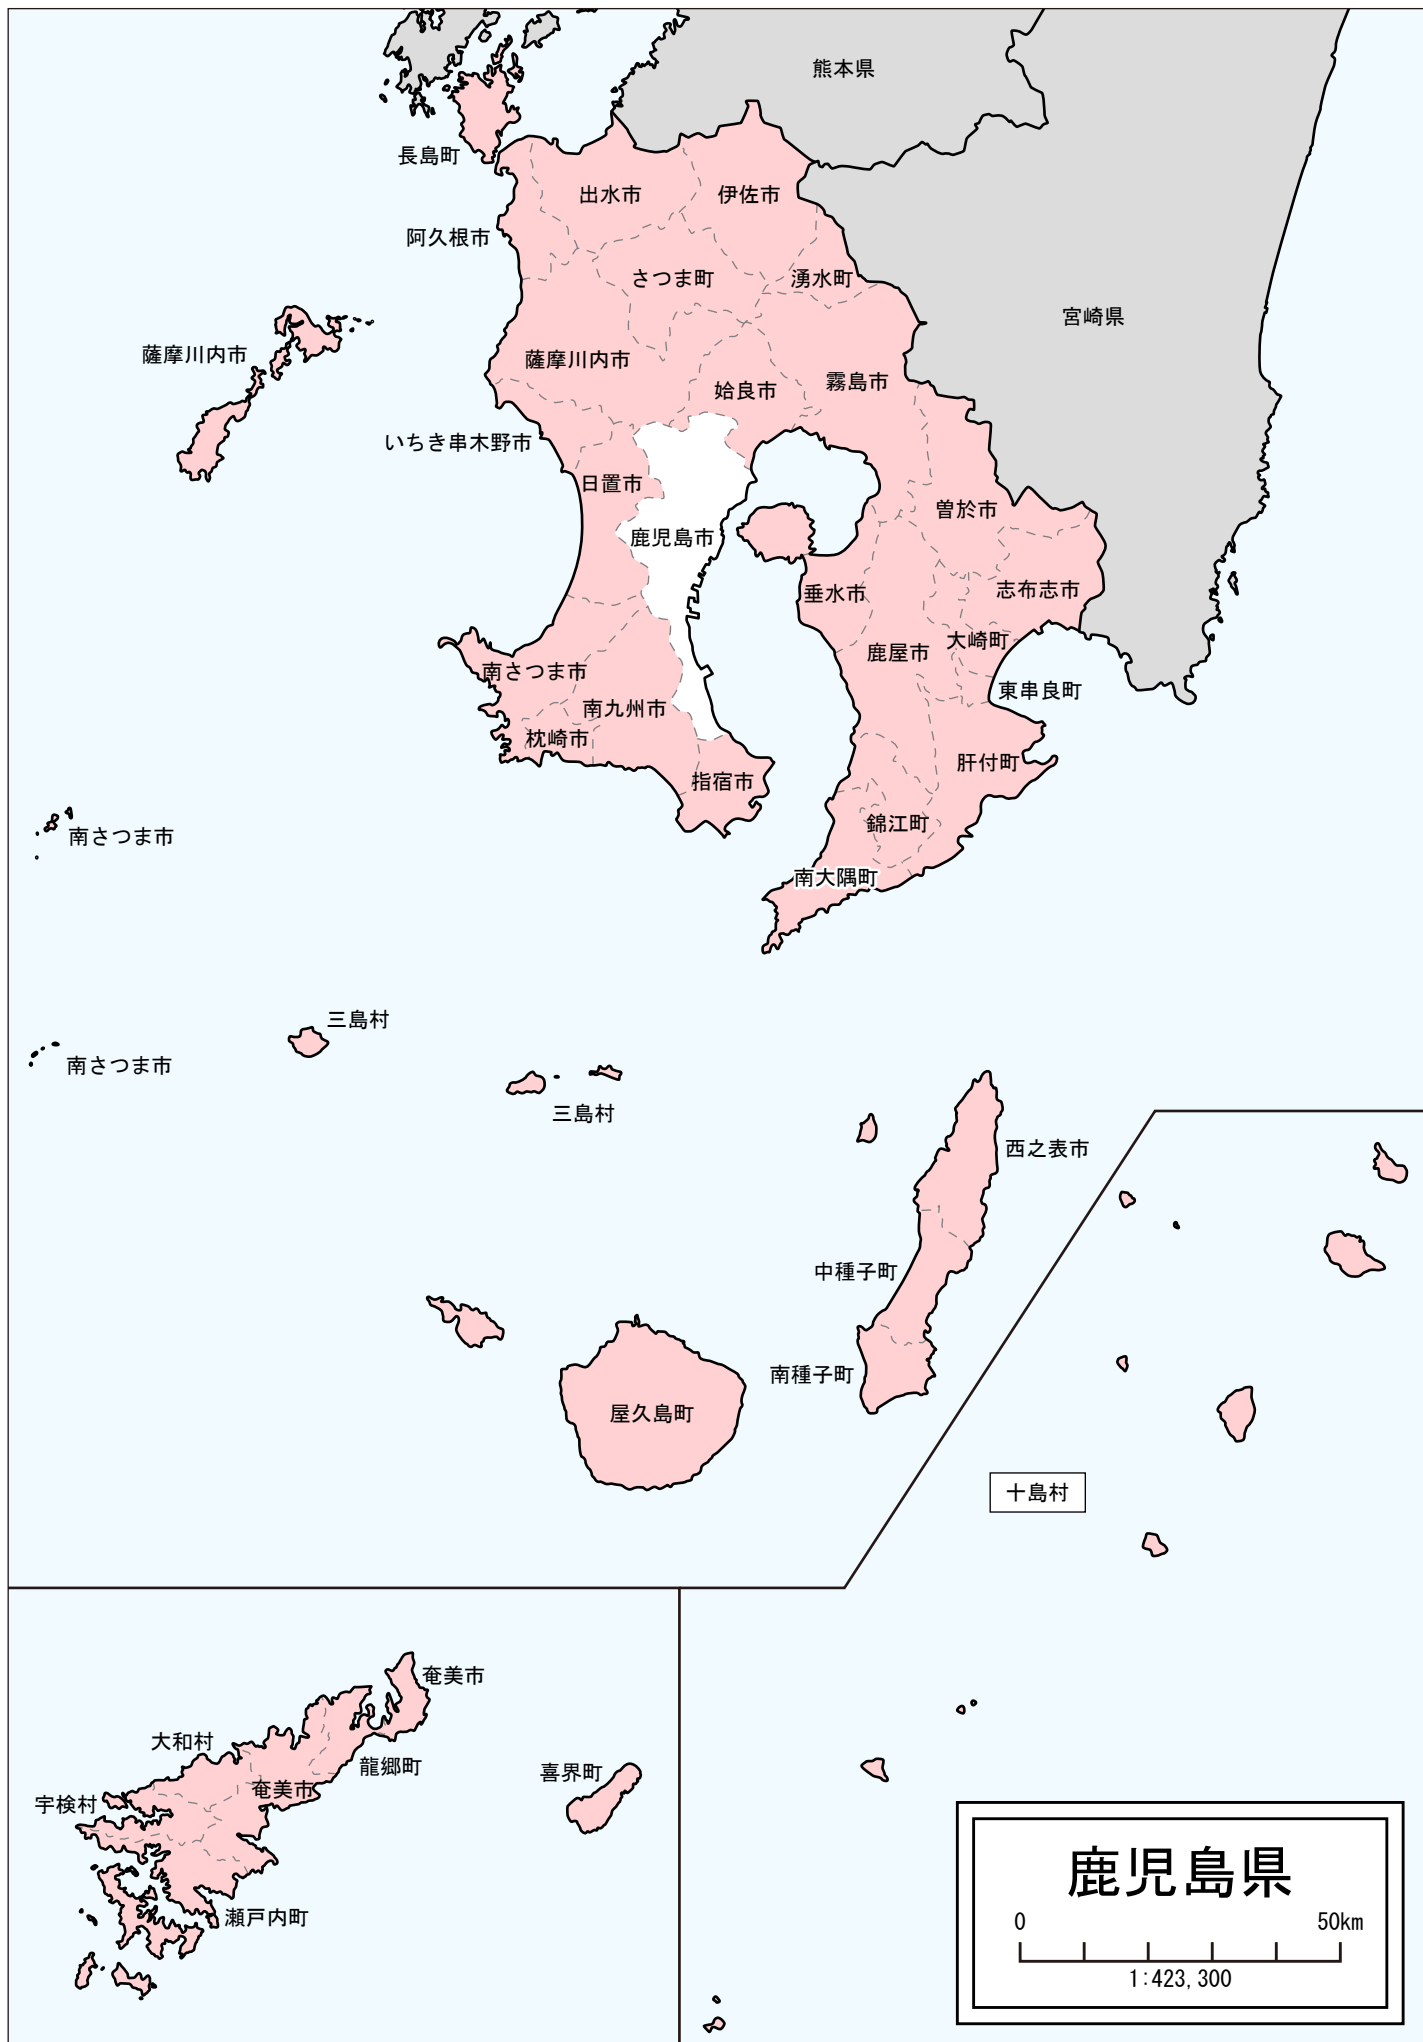 熊本県
長島町
出水市
伊佐市
阿久根市
さつま町
湧水町
宮崎県
薩摩川内市
薩摩川内市
霧島市
姶良市
いちき串木野市
日置市
曽於市
鹿児島市
志布志市
垂水市
大崎町
鹿屋市
南さつま市
東串良町
南九州市
枕崎市
肝付町
指宿市
錦江町
南さつま市
南大隅町
三島村
南さつま市
三島村
西之表市
中種子町
南種子町
屋久島町
十島村
奄美市
大和村
龍郷町
喜界町
奄美市
宇検村
瀬戸内町
鹿児島県
0 50km
1:423,300